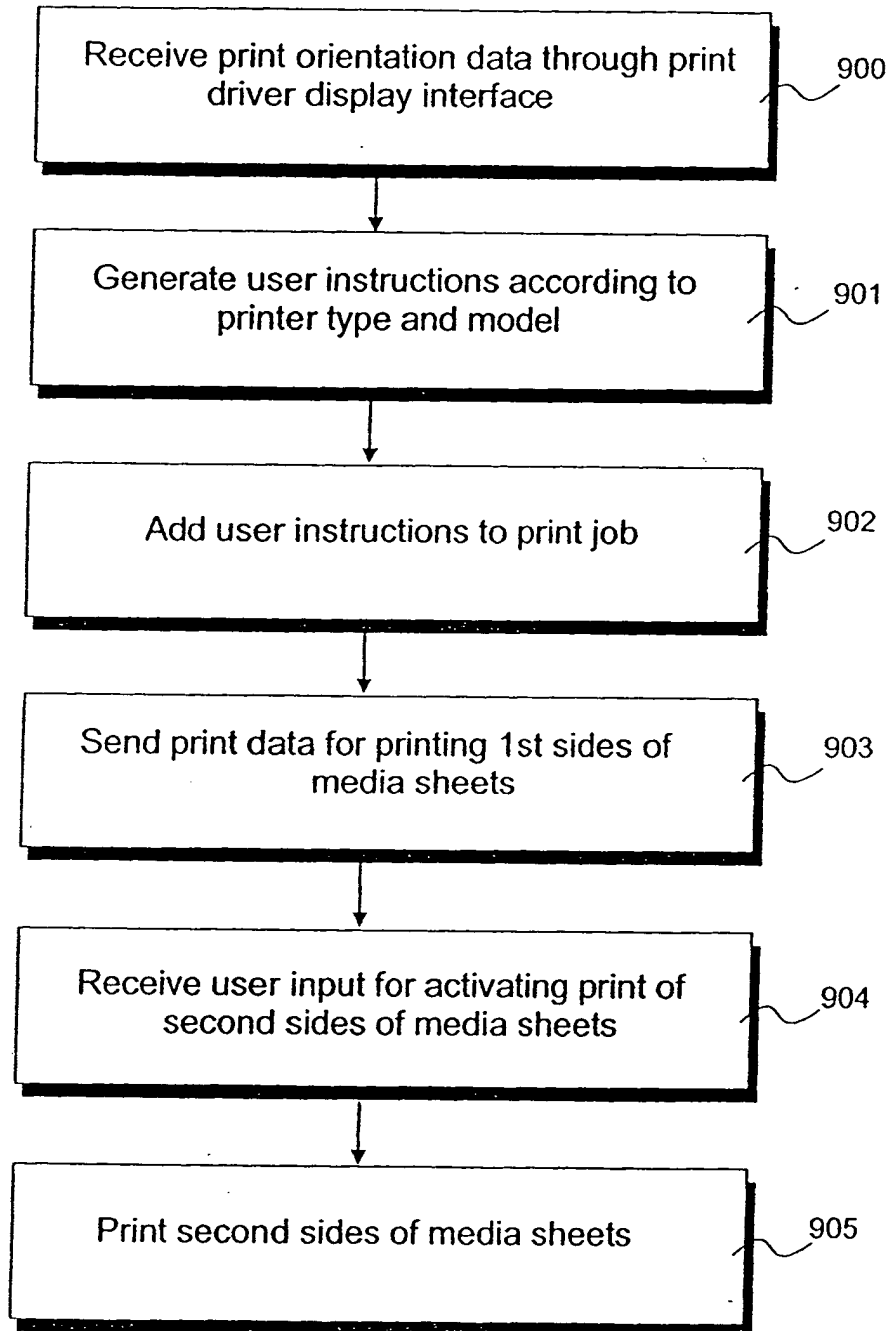 Receive print orientation data through print
driver display interface
900
Generate user instructions according to
printer type and model
901
Add user instructions to print job
902
Send print data for printing 1st sides of
media sheets
903
Receive user input for activating print of
second sides of media sheets
904
Print second sides of media sheets
905